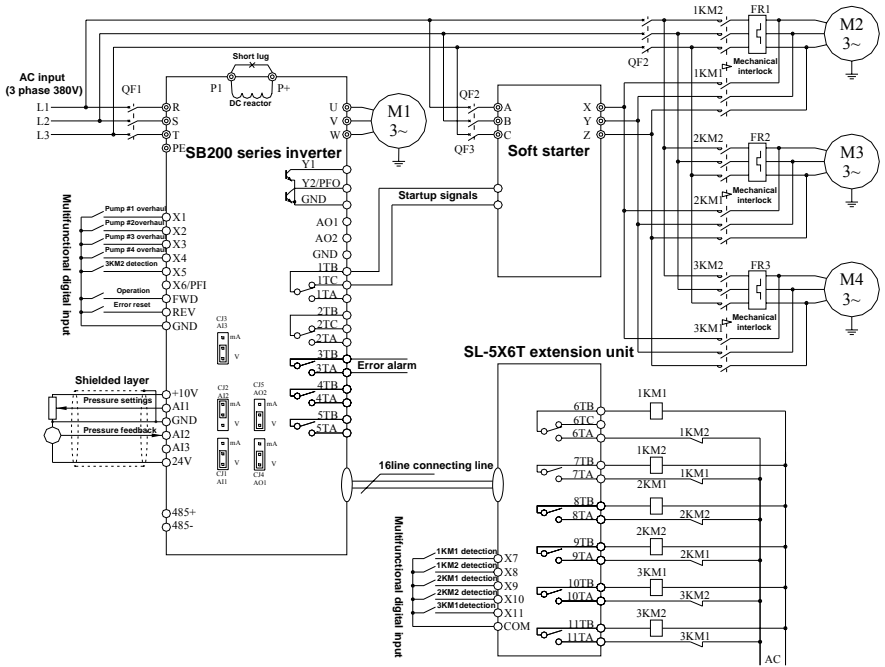 1KM2
FR1
M2
3~
QF2
Mechanical
interlock
1KM1
Short lug
P1
P+
DC reactor
AC input
(3 phase 380V)
QF1
L1
L2
L3
R
S
T
PE
U
V
W
M1
3~
SB200 series inverter
QF2
QF3
A
B
C
X
Y
Z
Soft starter
2KM2
FR2
M3
3~
2KM1
Mechanical
interlock
Y1
Y2/PFO
GND
Startup signals
AO1
AO2
GND
1TB
1TC
1TA
2TB
2TC
2TA
3TB
3TA
Error alarm
4TB
4TA
5TB
5TA
Multifunctional digital input
Pump #1 overhaul
Pump #2overhaul
Pump #3 overhaul
Pump #4 overhaul
3KM2 detection
Operation
Error reset
X1
X2
X3
X4
X5
X6/PFI
FWD
REV
GND
CJ3
AI3
mA
V
3KM2
FR3
M4
3~
3KM1
Mechanical
interlock
Shielded layer
Pressure settings
Pressure feedback
+10V
AI1
GND
AI2
AI3
24V
CJ2
AI2
mA
V
CJ5
AO2
mA
V
mA
V
CJ1
AI1
mA
V
CJ4
AO1
485+
485-
16line connecting line
SL-5X6T extension unit
6TB
6TC
6TA
7TB
7TA
8TB
8TA
9TB
9TA
10TB
10TA
11TB
11TA
1KM1
1KM2
1KM2
1KM1
2KM1
2KM2
2KM2
2KM1
3KM1
3KM2
3KM2
3KM1
AC
Multifunctional digital input
1KM1 detection
1KM2 detection
2KM1 detection
2KM2 detection
3KM1detection
X7
X8
X9
X10
X11
COM